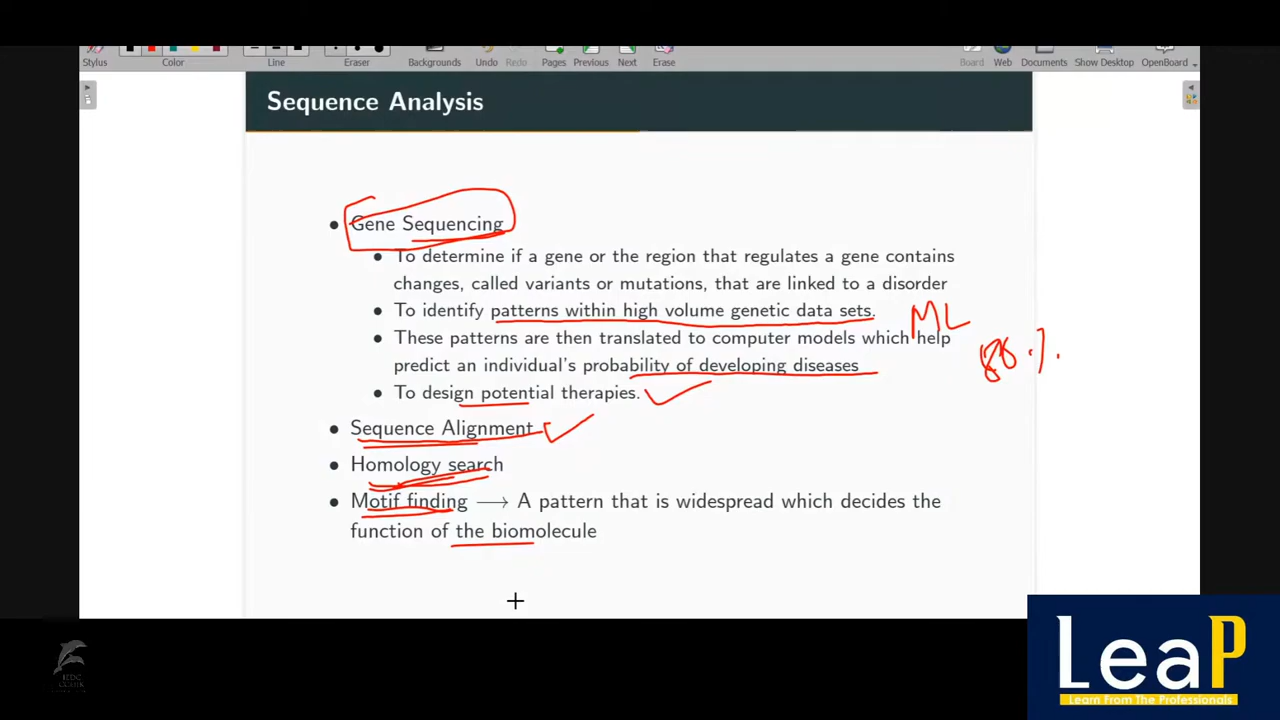 Stylus Color Line Eraser Backgrounds Undo Redo Pages Previous Next Erase Board Web Documents Show Desktop OpenBoard
Sequence Analysis
• Gene Sequencing
• To determine if a gene or the region that regulates a gene contains
changes, called variants or mutations, that are linked to a disorder
• To identify patterns within high volume genetic data sets.
ML
• These patterns are then translated to computer models which help
predict an individual's probability of developing diseases
88 %.
• To design potential therapies.
• Sequence Alignment
• Homology search
• Motif finding ⟶ A pattern that is widespread which decides the
function of the biomolecule
LeaP
Learn From The Professionals